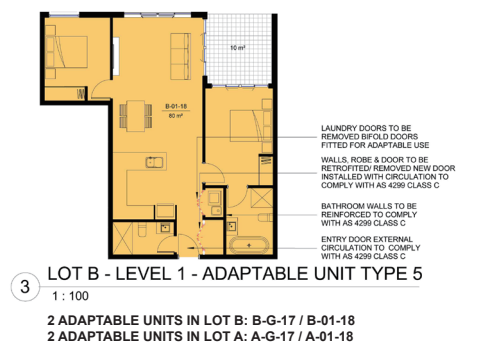 10 m²
B-01-18
80 m²
LAUNDRY DOORS TO BE
REMOVED BIFOLD DOORS
FITTED FOR ADAPTABLE USE
WALLS, ROBE & DOOR TO BE
RETROFITED/ REMOVED NEW DOOR
INSTALLED WITH CIRCULATION TO
COMPLY WITH AS 4299 CLASS C
BATHROOM WALLS TO BE
REINFORCED TO COMPLY
WITH AS 4299 CLASS C
ENTRY DOOR EXTERNAL
CIRCULATION TO COMPLY
WITH AS 4299 CLASS C
3
LOT B - LEVEL 1 - ADAPTABLE UNIT TYPE 5
1 : 100
2 ADAPTABLE UNITS IN LOT B: B-G-17 / B-01-18
2 ADAPTABLE UNITS IN LOT A: A-G-17 / A-01-18